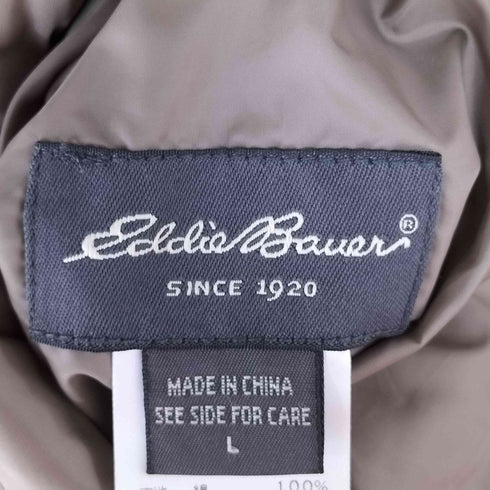 Eddie Bauer®
SINCE 1920
MADE IN CHINA
SEE SIDE FOR CARE
L
100%